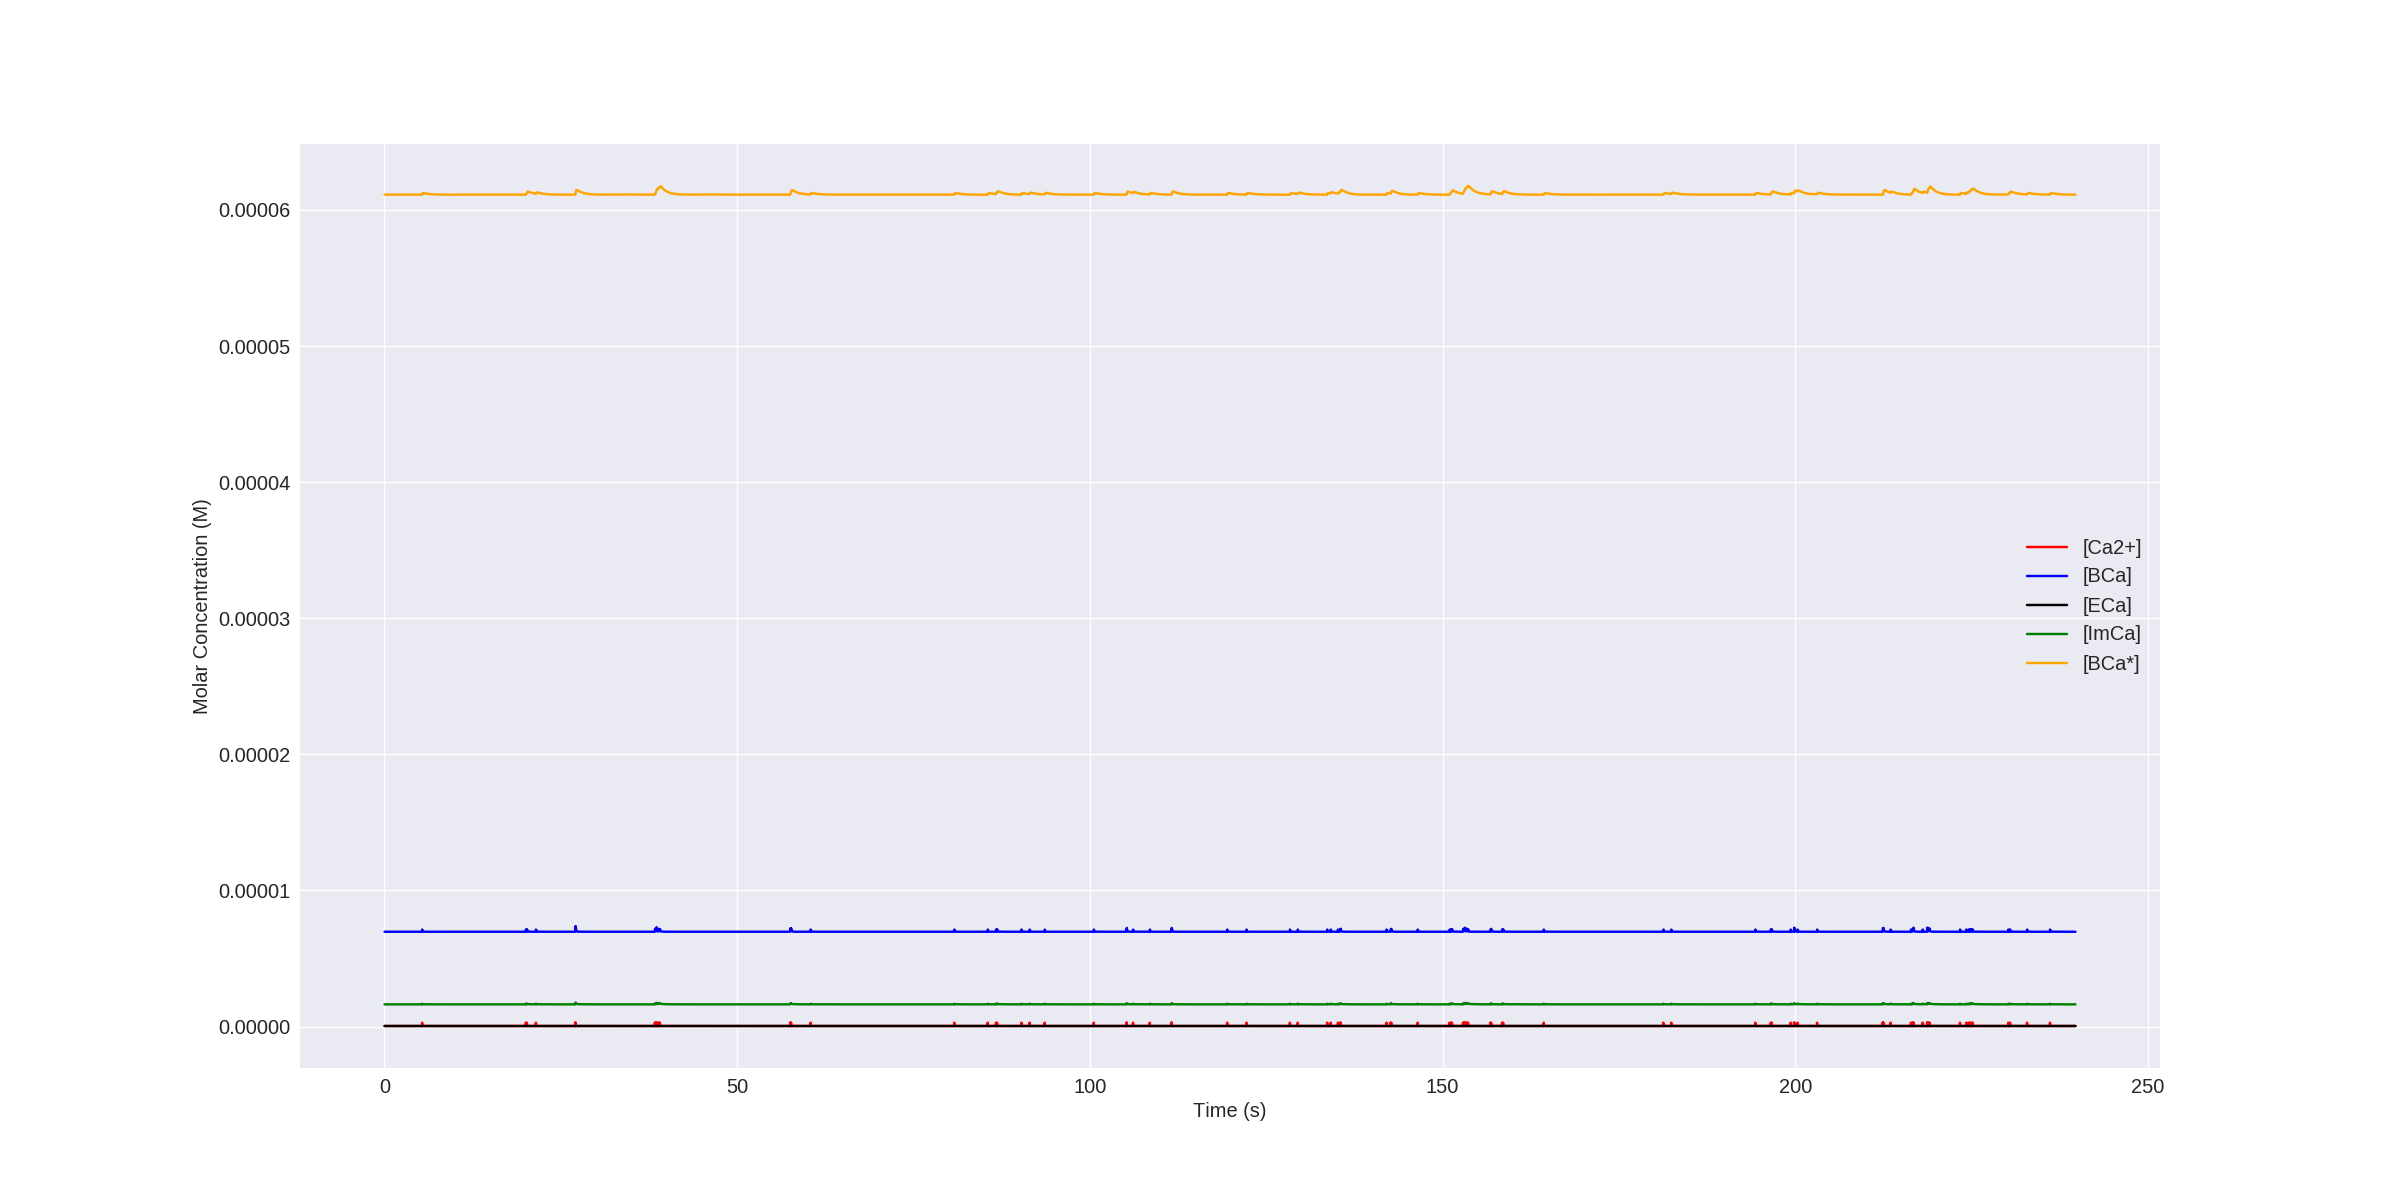 0.00006
0.00005
0.00004
0.00003
0.00002
0.00001
0.00000
Molar Concentration (M)
0 50 100 150 200 250
Time (s)
[Ca2+]
[BCa]
[ECa]
[ImCa]
[BCa*]